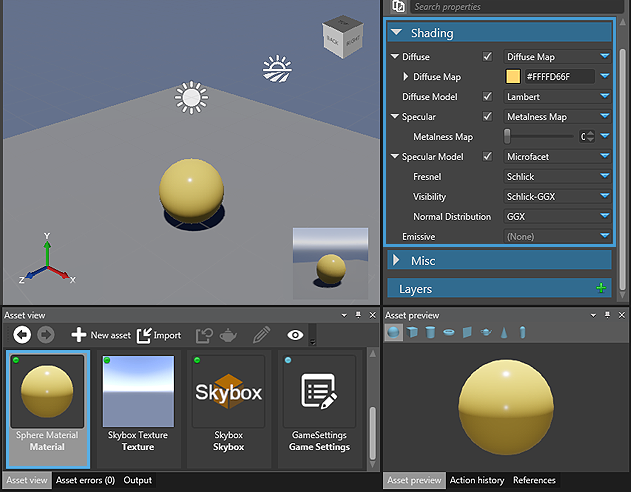 TOP
BACK
RIGHT
Y
Z
X
Search properties
Shading
Diffuse
Diffuse Map
Diffuse Map
#FFFFD66F
Diffuse Model
Lambert
Specular
Metalness Map
Metalness Map
Specular Model
Microfacet
Fresnel
Schlick
Visibility
Schlick-GGX
Normal Distribution
GGX
Emissive
(None)
Misc
Layers
Asset view
New asset
Import
Sphere Material
Material
Skybox Texture
Texture
Skybox
Skybox
Skybox
GameSettings
Game Settings
Asset view
Asset errors (0)
Output
Asset preview
Asset preview
Action history
References